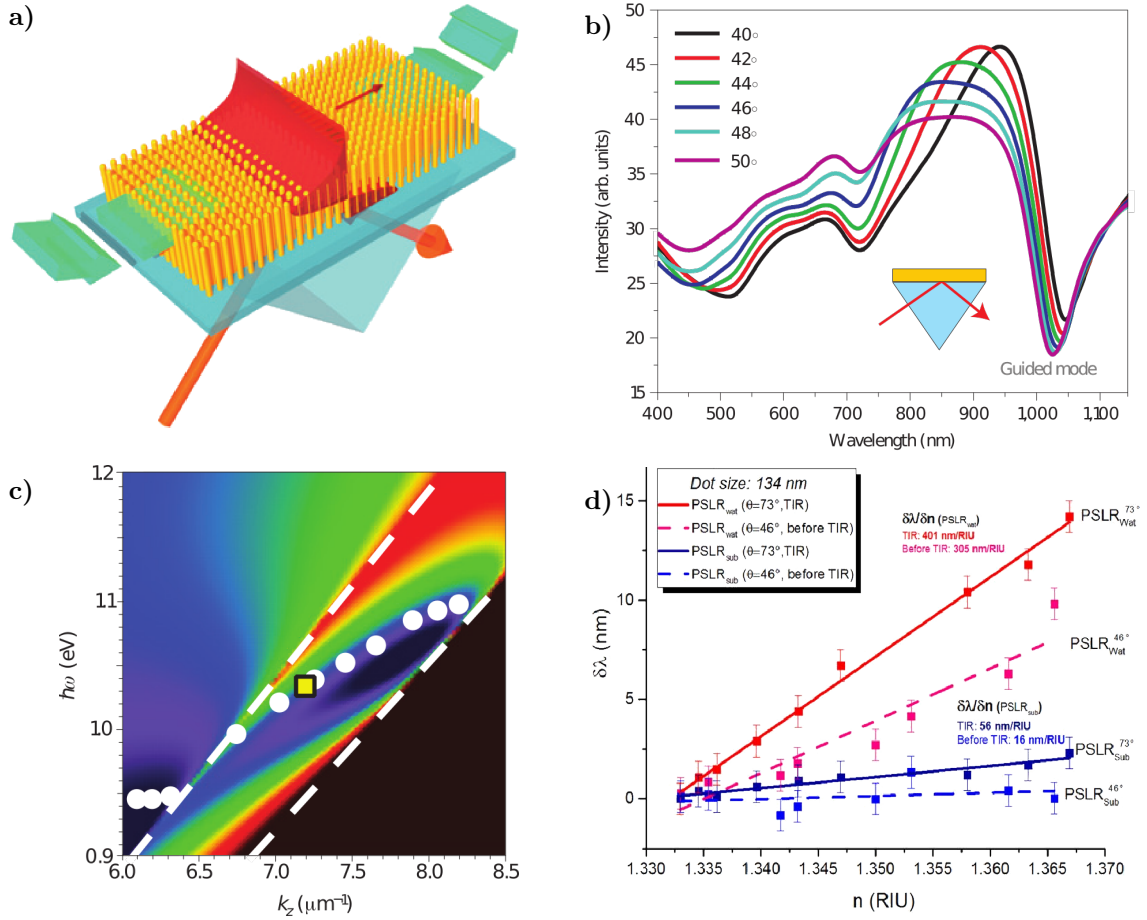 a)
b)
50
45
40
35
30
25
20
15
Intensity (arb. units)
40○
42○
44○
46○
48○
50○
Guided mode
400
500
600
700
800
900
1,000
1,100
Wavelength (nm)
c)
12
11
10
0.9
ħω (eV)
6.0
6.5
7.0
7.5
8.0
8.5
k_z (μm⁻¹)
d)
Dot size: 134 nm
PSLR_wat (θ=73°,TIR)
PSLR_wat (θ=46°, before TIR)
PSLR_sub (θ=73°,TIR)
PSLR_sub (θ=46°, before TIR)
15
10
5
0
δλ (nm)
δλ/δn (PSLR_wat)
TIR: 401 nm/RIU
Before TIR: 305 nm/RIU
PSLR_Wat^73°
PSLR_Wat^46°
δλ/δn (PSLR_sub)
TIR: 56 nm/RIU
Before TIR: 16 nm/RIU
PSLR_Sub^73°
PSLR_Sub^46°
1.330
1.335
1.340
1.345
1.350
1.355
1.360
1.365
1.370
n (RIU)